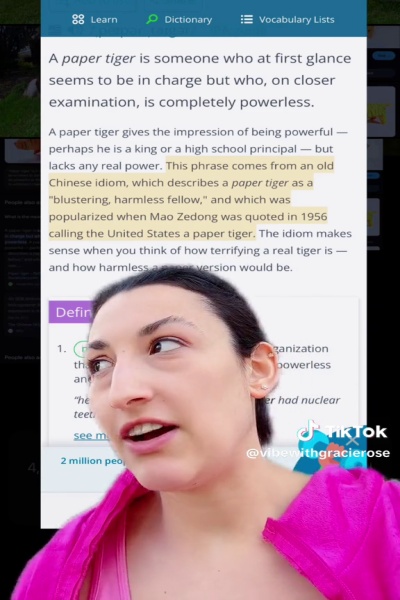 Learn Dictionary Vocabulary Lists
A paper tiger is someone who at first glance
seems to be in charge but who, on closer
examination, is completely powerless.
A paper tiger gives the impression of being powerful —
perhaps he is a king or a high school principal — but
lacks any real power. This phrase comes from an old
Chinese idiom, which describes a paper tiger as a
"blustering, harmless fellow," and which was
popularized when Mao Zedong was quoted in 1956
calling the United States a paper tiger. The idiom makes
sense when you think of how terrifying a real tiger is —
and how harmless a paper version would be.
Defin
1. ganization
powerless
had nuclear
see m
TikTok
@vibewithgracierose
2 million peo